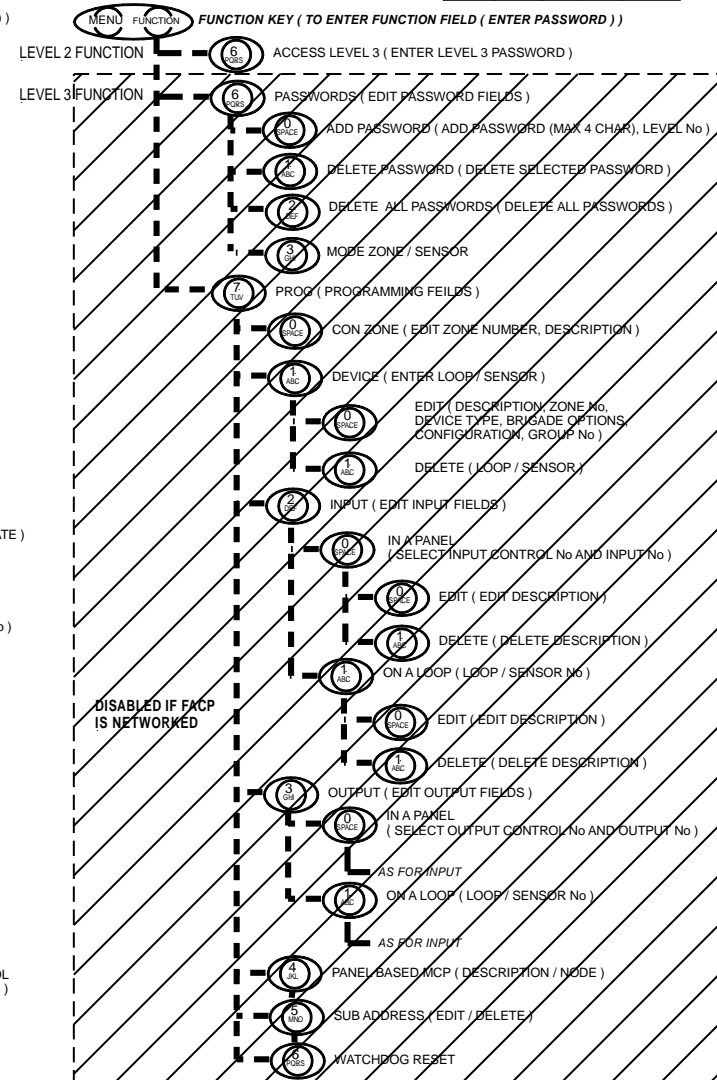 )
MENU FUNCTION FUNCTION KEY ( TO ENTER FUNCTION FIELD ( ENTER PASSWORD ) )
LEVEL 2 FUNCTION 6 PQRS ACCESS LEVEL 3 ( ENTER LEVEL 3 PASSWORD )
LEVEL 3 FUNCTION 6 PQRS PASSWORDS ( EDIT PASSWORD FIELDS )
0 SPACE ADD PASSWORD ( ADD PASSWORD (MAX 4 CHAR), LEVEL No )
1 ABC DELETE PASSWORD ( DELETE SELECTED PASSWORD )
2 DEF DELETE ALL PASSWORDS ( DELETE ALL PASSWORDS )
3 GHI MODE ZONE / SENSOR
7 TUV PROG ( PROGRAMMING FEILDS )
0 SPACE CON ZONE ( EDIT ZONE NUMBER, DESCRIPTION )
1 ABC DEVICE ( ENTER LOOP / SENSOR )
0 SPACE EDIT ( DESCRIPTION, ZONE No,
DEVICE TYPE, BRIGADE OPTIONS,
CONFIGURATION, GROUP No )
1 ABC DELETE ( LOOP / SENSOR )
2 DEF INPUT ( EDIT INPUT FIELDS )
ATE )
0 SPACE IN A PANEL
( SELECT INPUT CONTROL No AND INPUT No )
0 SPACE EDIT ( EDIT DESCRIPTION )
o )
1 ABC DELETE ( DELETE DESCRIPTION )
1 ABC ON A LOOP ( LOOP / SENSOR No )
DISABLED IF FACP
IS NETWORKED
0 SPACE EDIT ( EDIT DESCRIPTION )
1 ABC DELETE ( DELETE DESCRIPTION )
3 GHI OUTPUT ( EDIT OUTPUT FIELDS )
0 SPACE IN A PANEL
( SELECT OUTPUT CONTROL No AND OUTPUT No )
AS FOR INPUT
1 ABC ON A LOOP ( LOOP / SENSOR No )
AS FOR INPUT
OL
)
4 JKL PANEL BASED MCP ( DESCRIPTION / NODE )
5 MNO SUB ADDRESS ( EDIT / DELETE )
6 PQRS WATCHDOG RESET